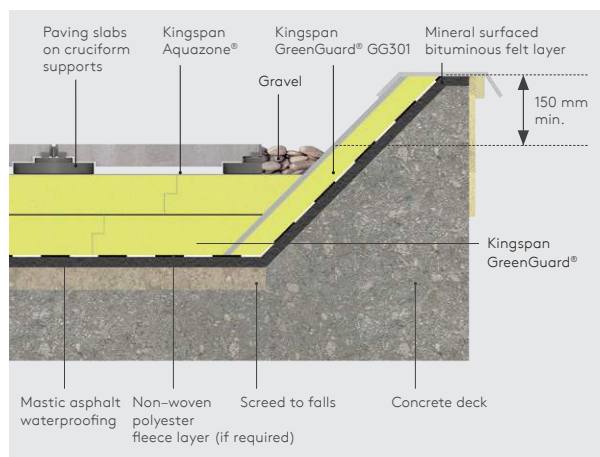 Paving slabs
on cruciform
supports
Kingspan
Aquazone®
Kingspan
GreenGuard® GG301
Mineral surfaced
bituminous felt layer
Gravel
150 mm
min.
Kingspan
GreenGuard®
Mastic asphalt
waterproofing
Non-woven
polyester
fleece layer (if required)
Screed to falls
Concrete deck